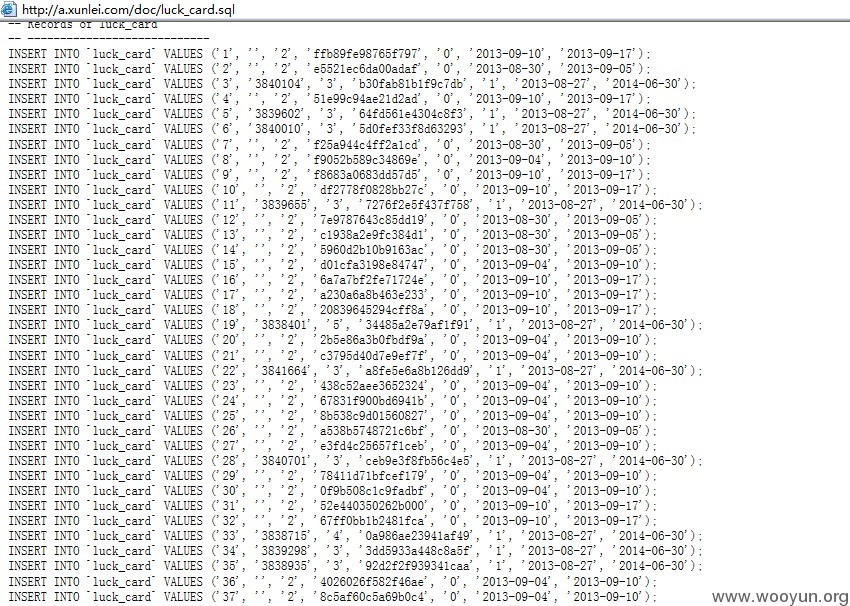 http://a.xunlei.com/doc/luck_card.sql
-- Records of luck_card
-- ----------------------------
INSERT INTO `luck_card` VALUES ('1', '', '2', 'ffb89fe98765f797', '0', '2013-09-10', '2013-09-17');
INSERT INTO `luck_card` VALUES ('2', '', '2', 'e5521ec6da00adaf', '0', '2013-08-30', '2013-09-05');
INSERT INTO `luck_card` VALUES ('3', '3840104', '3', 'b30fab81b1f9c7db', '1', '2013-08-27', '2014-06-30');
INSERT INTO `luck_card` VALUES ('4', '', '2', '51e99c94ae21d2ad', '0', '2013-09-10', '2013-09-17');
INSERT INTO `luck_card` VALUES ('5', '3839602', '3', '64fd561e4304c8f3', '1', '2013-08-27', '2014-06-30');
INSERT INTO `luck_card` VALUES ('6', '3840010', '3', '5d0fef33f8d63293', '1', '2013-08-27', '2014-06-30');
INSERT INTO `luck_card` VALUES ('7', '', '2', 'f25a944c4ff2a1cd', '0', '2013-08-30', '2013-09-05');
INSERT INTO `luck_card` VALUES ('8', '', '2', 'f9052b589c34869e', '0', '2013-09-04', '2013-09-10');
INSERT INTO `luck_card` VALUES ('9', '', '2', 'f8683a0683dd57d5', '0', '2013-09-10', '2013-09-17');
INSERT INTO `luck_card` VALUES ('10', '', '2', 'df2778f0828bb27c', '0', '2013-09-10', '2013-09-17');
INSERT INTO `luck_card` VALUES ('11', '3839655', '3', '7276f2e5f437f758', '1', '2013-08-27', '2014-06-30');
INSERT INTO `luck_card` VALUES ('12', '', '2', '7e9787643c85dd19', '0', '2013-08-30', '2013-09-05');
INSERT INTO `luck_card` VALUES ('13', '', '2', 'c1938a2e9fc384d1', '0', '2013-08-30', '2013-09-05');
INSERT INTO `luck_card` VALUES ('14', '', '2', '5960d2b10b9163ac', '0', '2013-08-30', '2013-09-05');
INSERT INTO `luck_card` VALUES ('15', '', '2', 'd01cfa3198e84747', '0', '2013-09-04', '2013-09-10');
INSERT INTO `luck_card` VALUES ('16', '', '2', '6a7a7bf2fe71724e', '0', '2013-09-10', '2013-09-17');
INSERT INTO `luck_card` VALUES ('17', '', '2', 'a230a6a8b463e233', '0', '2013-09-10', '2013-09-17');
INSERT INTO `luck_card` VALUES ('18', '', '2', '20839645294cff8a', '0', '2013-09-10', '2013-09-17');
INSERT INTO `luck_card` VALUES ('19', '3838401', '5', '34485a2e79af1f91', '1', '2013-08-27', '2014-06-30');
INSERT INTO `luck_card` VALUES ('20', '', '2', '2b5e86a3b0fbdf9a', '0', '2013-09-04', '2013-09-10');
INSERT INTO `luck_card` VALUES ('21', '', '2', 'c3795d40d7e9ef7f', '0', '2013-09-04', '2013-09-10');
INSERT INTO `luck_card` VALUES ('22', '3841664', '3', 'a8fe5e6a8b126dd9', '1', '2013-08-27', '2014-06-30');
INSERT INTO `luck_card` VALUES ('23', '', '2', '438c52aee3652324', '0', '2013-09-04', '2013-09-10');
INSERT INTO `luck_card` VALUES ('24', '', '2', '67831f900bd6941b', '0', '2013-09-04', '2013-09-10');
INSERT INTO `luck_card` VALUES ('25', '', '2', '8b538c9d01560827', '0', '2013-09-04', '2013-09-10');
INSERT INTO `luck_card` VALUES ('26', '', '2', 'a538b5748721c6bf', '0', '2013-08-30', '2013-09-05');
INSERT INTO `luck_card` VALUES ('27', '', '2', 'e3fd4c25657f1ceb', '0', '2013-09-04', '2013-09-10');
INSERT INTO `luck_card` VALUES ('28', '3840701', '3', 'ceb9e3f8fb56c4e5', '1', '2013-08-27', '2014-06-30');
INSERT INTO `luck_card` VALUES ('29', '', '2', '78411d71bfcef179', '0', '2013-09-04', '2013-09-10');
INSERT INTO `luck_card` VALUES ('30', '', '2', '0f9b508c1c9fadbf', '0', '2013-09-04', '2013-09-10');
INSERT INTO `luck_card` VALUES ('31', '', '2', '52e440350262b000', '0', '2013-09-10', '2013-09-17');
INSERT INTO `luck_card` VALUES ('32', '', '2', '67ff0bb1b2481fca', '0', '2013-09-10', '2013-09-17');
INSERT INTO `luck_card` VALUES ('33', '3838715', '4', '0a986ae23941af49', '1', '2013-08-27', '2014-06-30');
INSERT INTO `luck_card` VALUES ('34', '3839298', '3', '3dd5933a448c8a5f', '1', '2013-08-27', '2014-06-30');
INSERT INTO `luck_card` VALUES ('35', '3838935', '3', '92d2f2f939341caa', '1', '2013-08-27', '2014-06-30');
INSERT INTO `luck_card` VALUES ('36', '', '2', '4026026f582f46ae', '0', '2013-09-04', '2013-09-10');
INSERT INTO `luck_card` VALUES ('37', '', '2', '8c5af60c5a69b0c4', '0', '2013-09-04', '2013-09-10');
www.wooyun.org